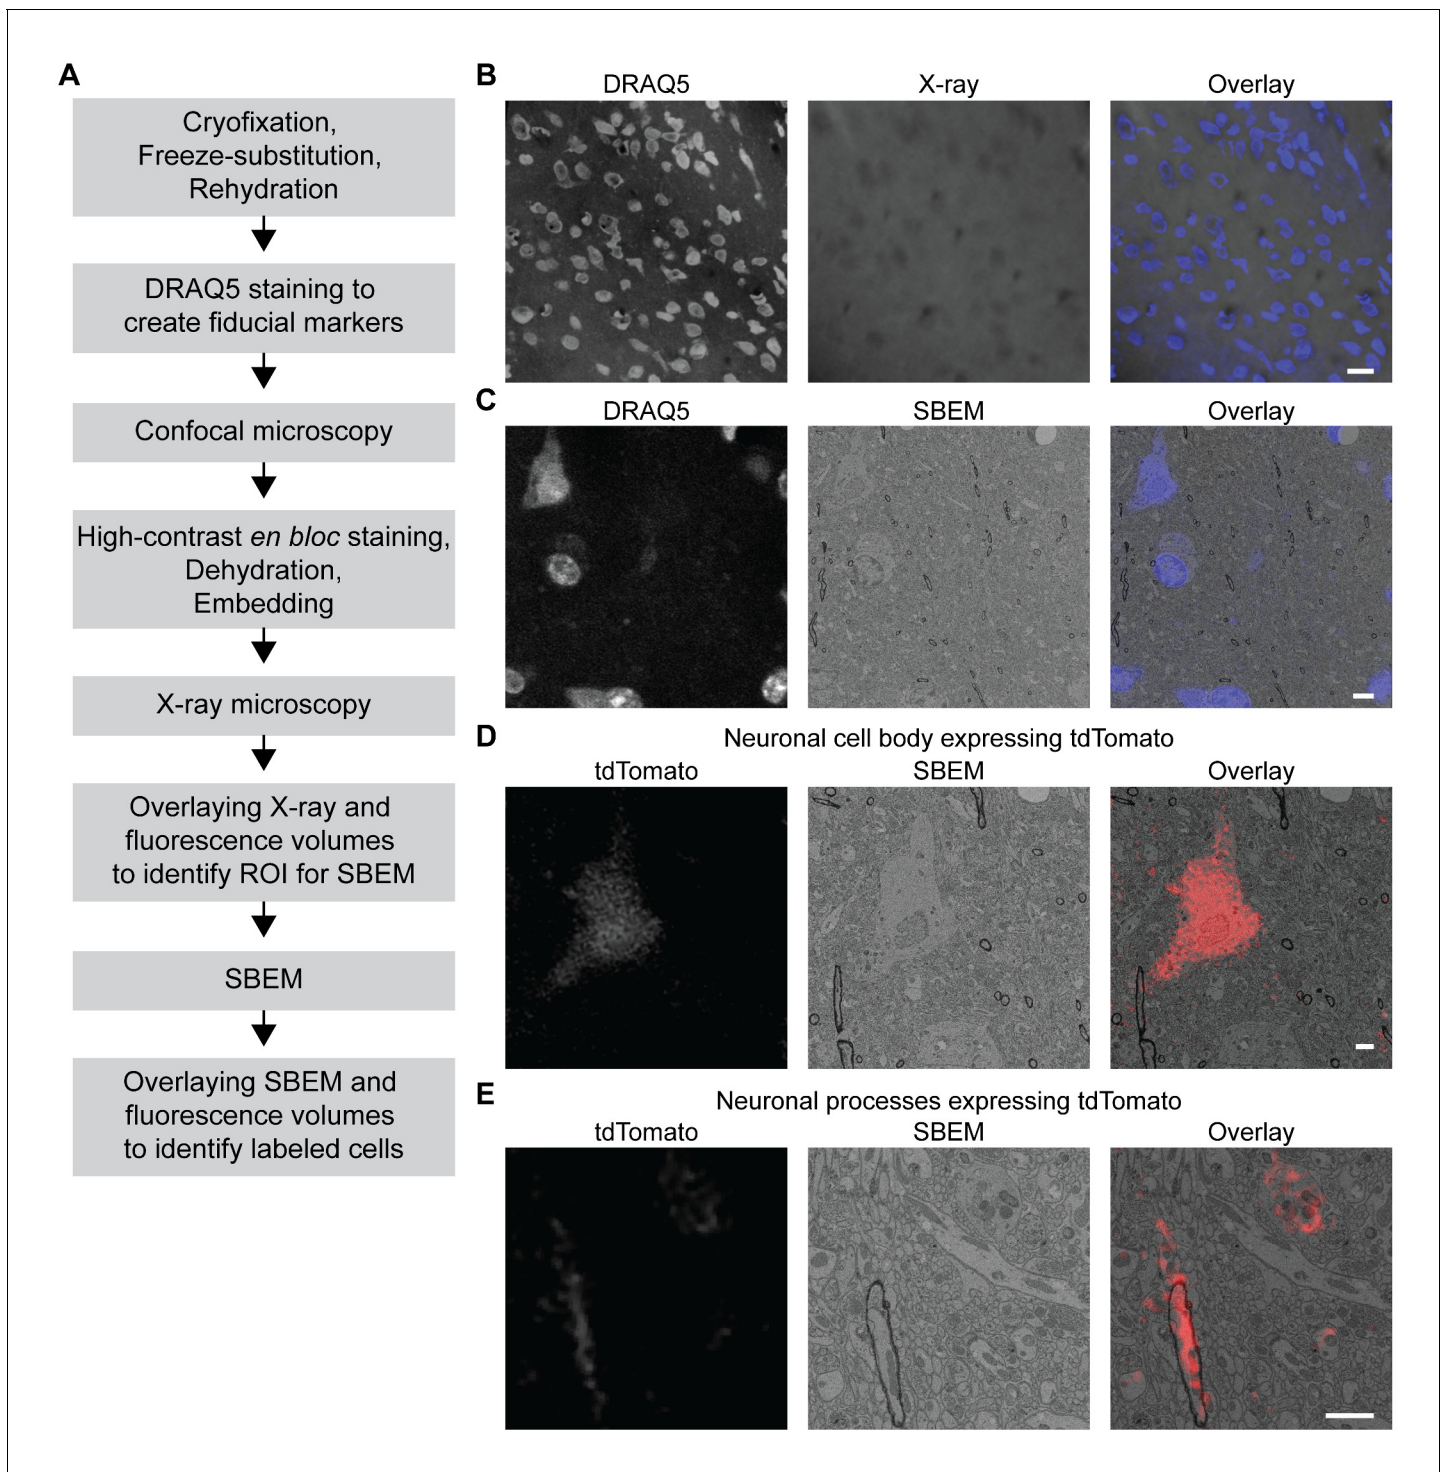 A
Cryofixation,
Freeze-substitution,
Rehydration
DRAQ5 staining to
create fiducial markers
Confocal microscopy
High-contrast en bloc staining,
Dehydration,
Embedding
X-ray microscopy
Overlaying X-ray and
fluorescence volumes
to identify ROI for SBEM
SBEM
Overlaying SBEM and
fluorescence volumes
to identify labeled cells
B
DRAQ5 X-ray Overlay
C
DRAQ5 SBEM Overlay
D
Neuronal cell body expressing tdTomato
tdTomato SBEM Overlay
E
Neuronal processes expressing tdTomato
tdTomato SBEM Overlay